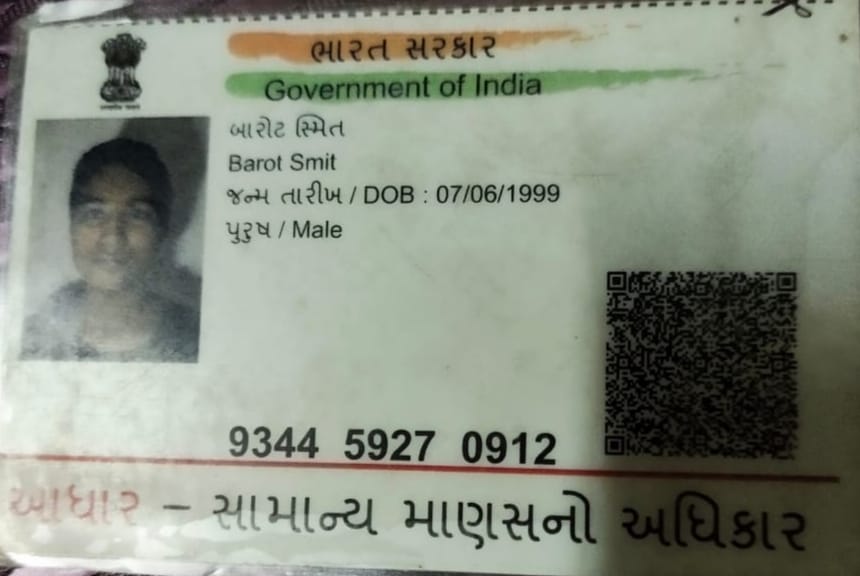 ભારત સરકાર
Government of India
બારોટ સ્મિત
Barot Smit
જન્મ તારીખ / DOB : 07/06/1999
પુરુષ / Male
9344 5927 0912
આધાર – સામાન્ય માણસનો અધિકાર